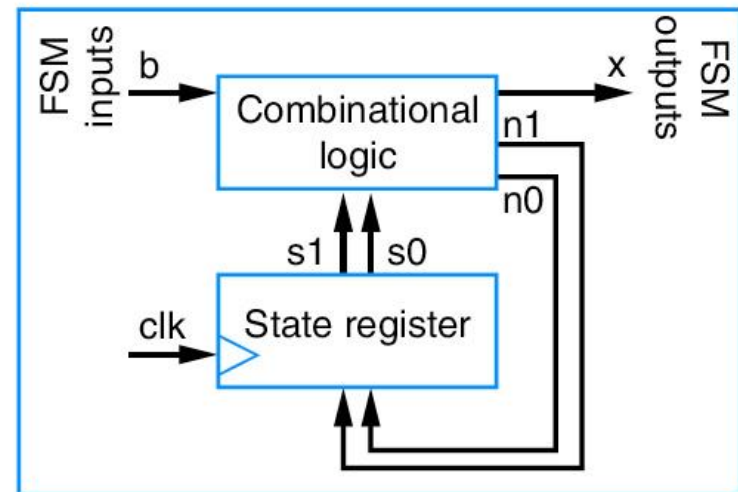 FSM
inputs
b
Combinational
logic
x
FSM
outputs
n1
n0
s1
s0
clk
State register